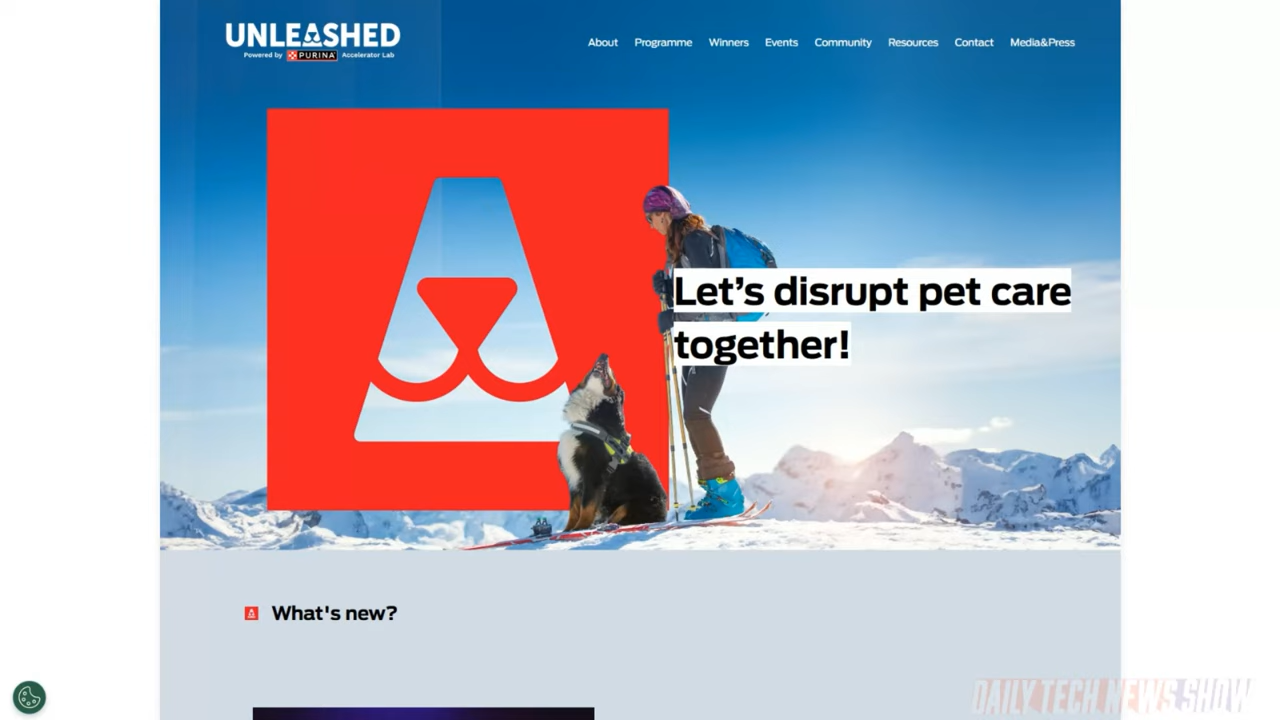 UNLEASHED
Powered by PURINA Accelerator Lab
About Programme Winners Events Community Resources Contact Media&Press
Let's disrupt pet care
together!
What's new?
DAILY TECH NEWS SHOW